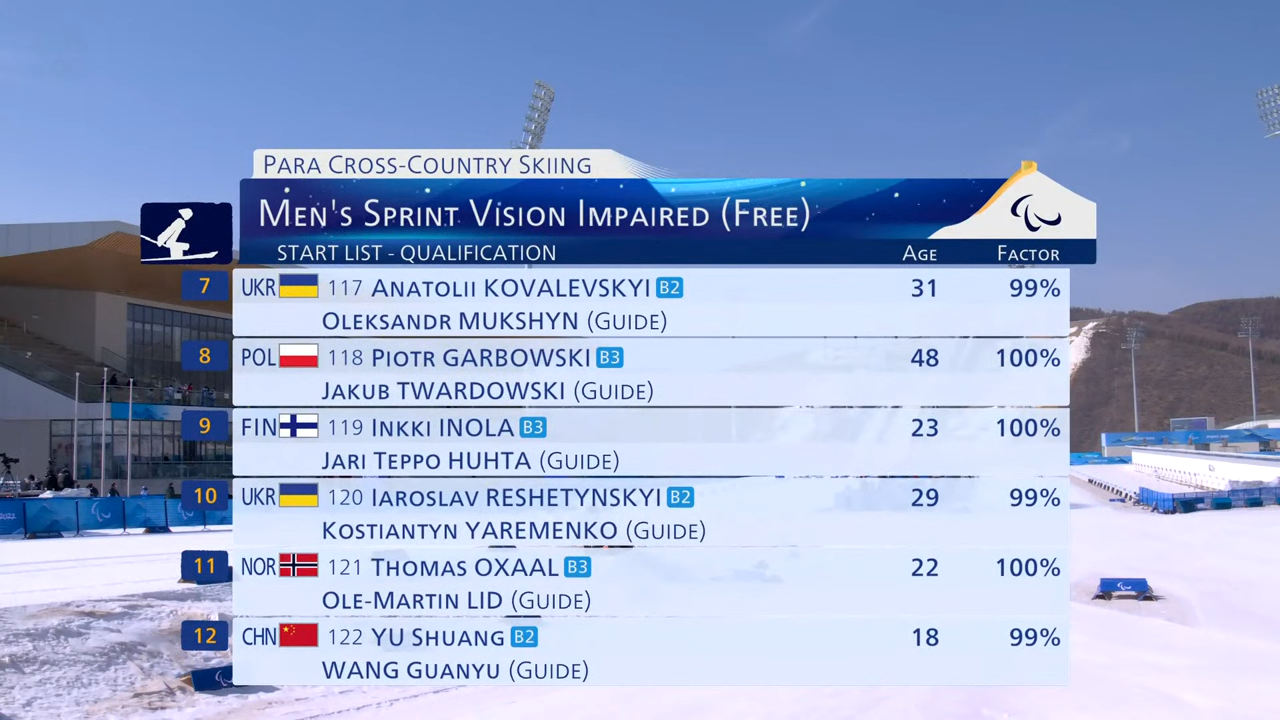 PARA CROSS-COUNTRY SKIING
MEN'S SPRINT VISION IMPAIRED (FREE)
START LIST - QUALIFICATION AGE FACTOR
7 UKR 117 ANATOLII KOVALEVSKYI B2 31 99%
OLEKSANDR MUKSHYN (GUIDE)
8 POL 118 PIOTR GARBOWSKI B3 48 100%
JAKUB TWARDOWSKI (GUIDE)
9 FIN 119 INKKI INOLA B3 23 100%
JARI TEPPO HUHTA (GUIDE)
10 UKR 120 IAROSLAV RESHETYNSKYI B2 29 99%
KOSTIANTYN YAREMENKO (GUIDE)
11 NOR 121 THOMAS OXAAL B3 22 100%
OLE-MARTIN LID (GUIDE)
12 CHN 122 YU SHUANG B2 18 99%
WANG GUANYU (GUIDE)